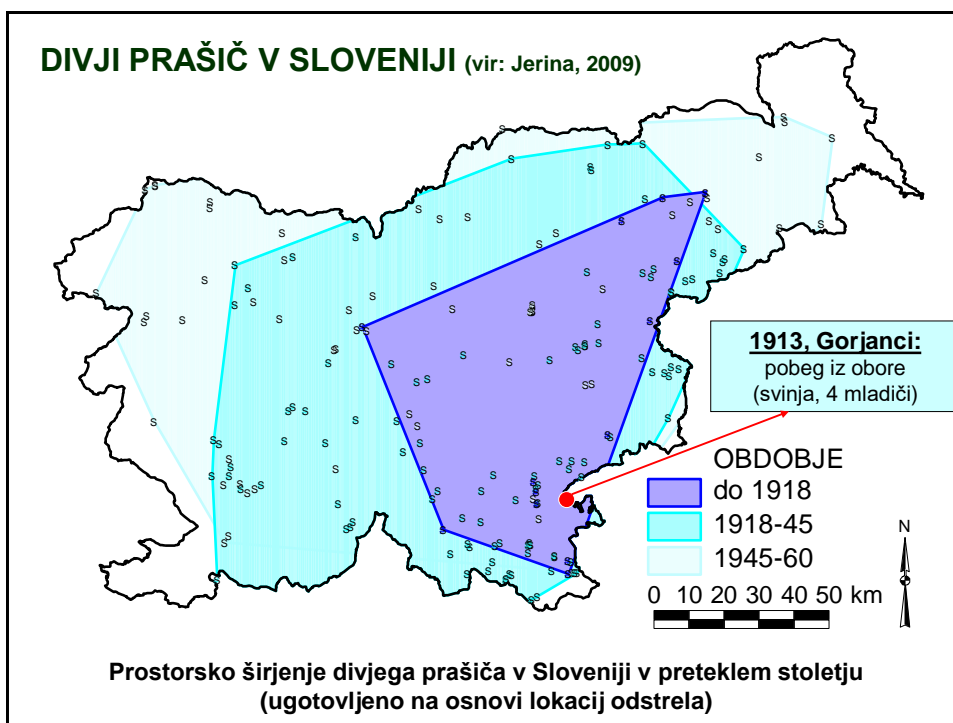 DIVJI PRAŠIČ V SLOVENIJI (vir: Jerina, 2009)
1913, Gorjanci:
pobeg iz obore
(svinja, 4 mladiči)
OBDOBJE
do 1918
1918-45
1945-60
N
0 10 20 30 40 50 km
Prostorsko širjenje divjega prašiča v Sloveniji v preteklem stoletju
(ugotovljeno na osnovi lokacij odstrela)